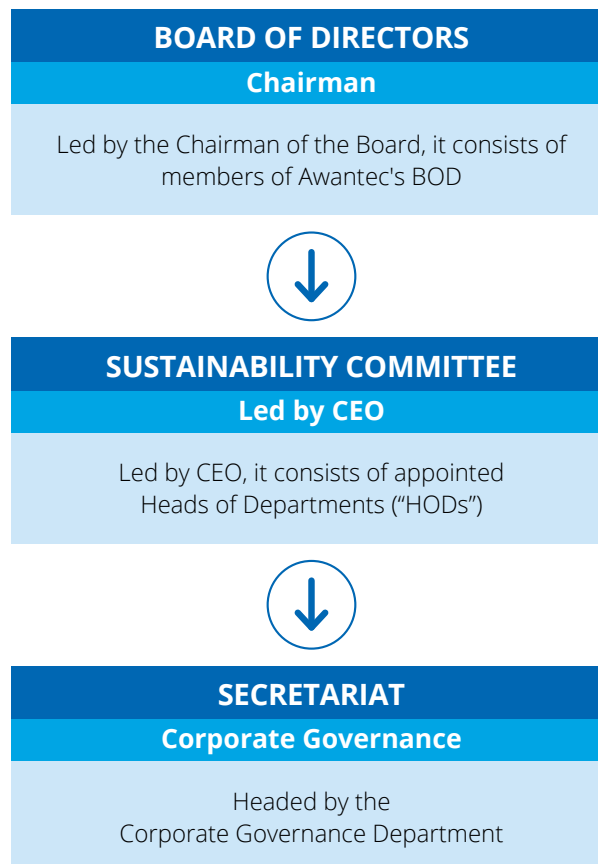 BOARD OF DIRECTORS
Chairman
Led by the Chairman of the Board, it consists of
members of Awantec's BOD
SUSTAINABILITY COMMITTEE
Led by CEO
Led by CEO, it consists of appointed
Heads of Departments (“HODs”)
SECRETARIAT
Corporate Governance
Headed by the
Corporate Governance Department